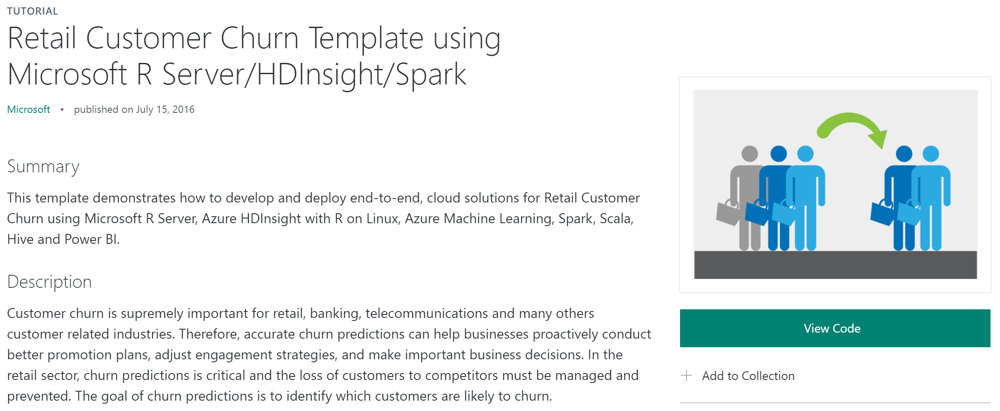 TUTORIAL
Retail Customer Churn Template using
Microsoft R Server/HDInsight/Spark
Microsoft • published on July 15, 2016
Summary
This template demonstrates how to develop and deploy end-to-end, cloud solutions for Retail Customer
Churn using Microsoft R Server, Azure HDInsight with R on Linux, Azure Machine Learning, Spark, Scala,
Hive and Power BI.
Description
Customer churn is supremely important for retail, banking, telecommunications and many others
customer related industries. Therefore, accurate churn predictions can help businesses proactively conduct
better promotion plans, adjust engagement strategies, and make important business decisions. In the
retail sector, churn predictions is critical and the loss of customers to competitors must be managed and
prevented. The goal of churn predictions is to identify which customers are likely to churn.
View Code
Add to Collection